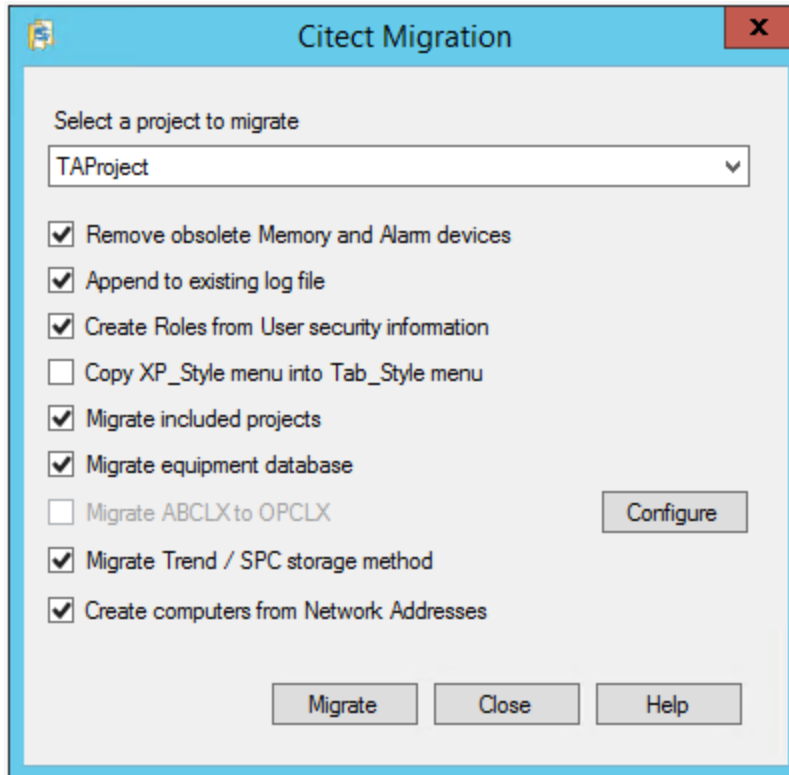 Citect Migration
x
Select a project to migrate
TAProject
Remove obsolete Memory and Alarm devices
Append to existing log file
Create Roles from User security information
Copy XP_Style menu into Tab_Style menu
Migrate included projects
Migrate equipment database
Migrate ABCLX to OPCLX Configure
Migrate Trend / SPC storage method
Create computers from Network Addresses
Migrate Close Help